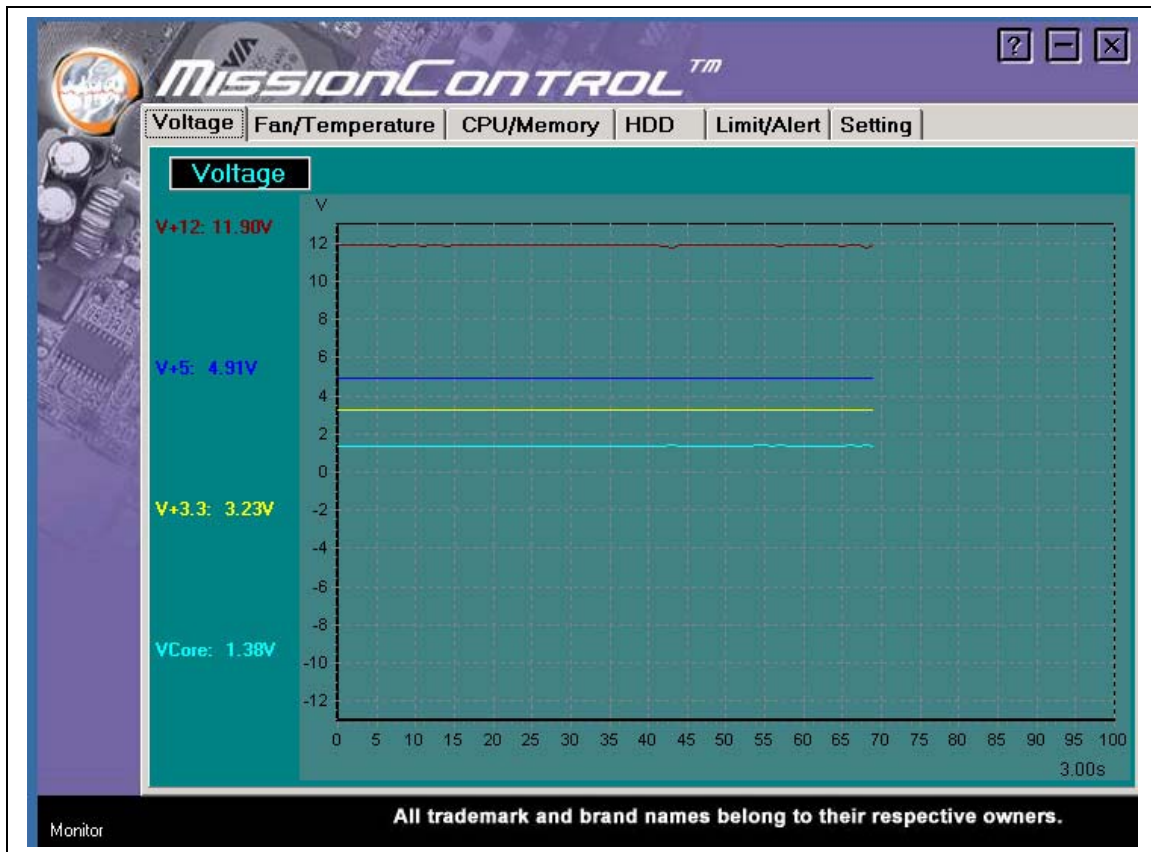 MissionControl™
? – X
Voltage Fan/Temperature CPU/Memory HDD Limit/Alert Setting
Voltage
V
V+12: 11.90V
V+5: 4.91V
V+3.3: 3.23V
VCore: 1.38V
12
10
8
6
4
2
0
-2
-4
-6
-8
-10
-12
0 5 10 15 20 25 30 35 40 45 50 55 60 65 70 75 80 85 90 95 100
3.00s
Monitor
All trademark and brand names belong to their respective owners.